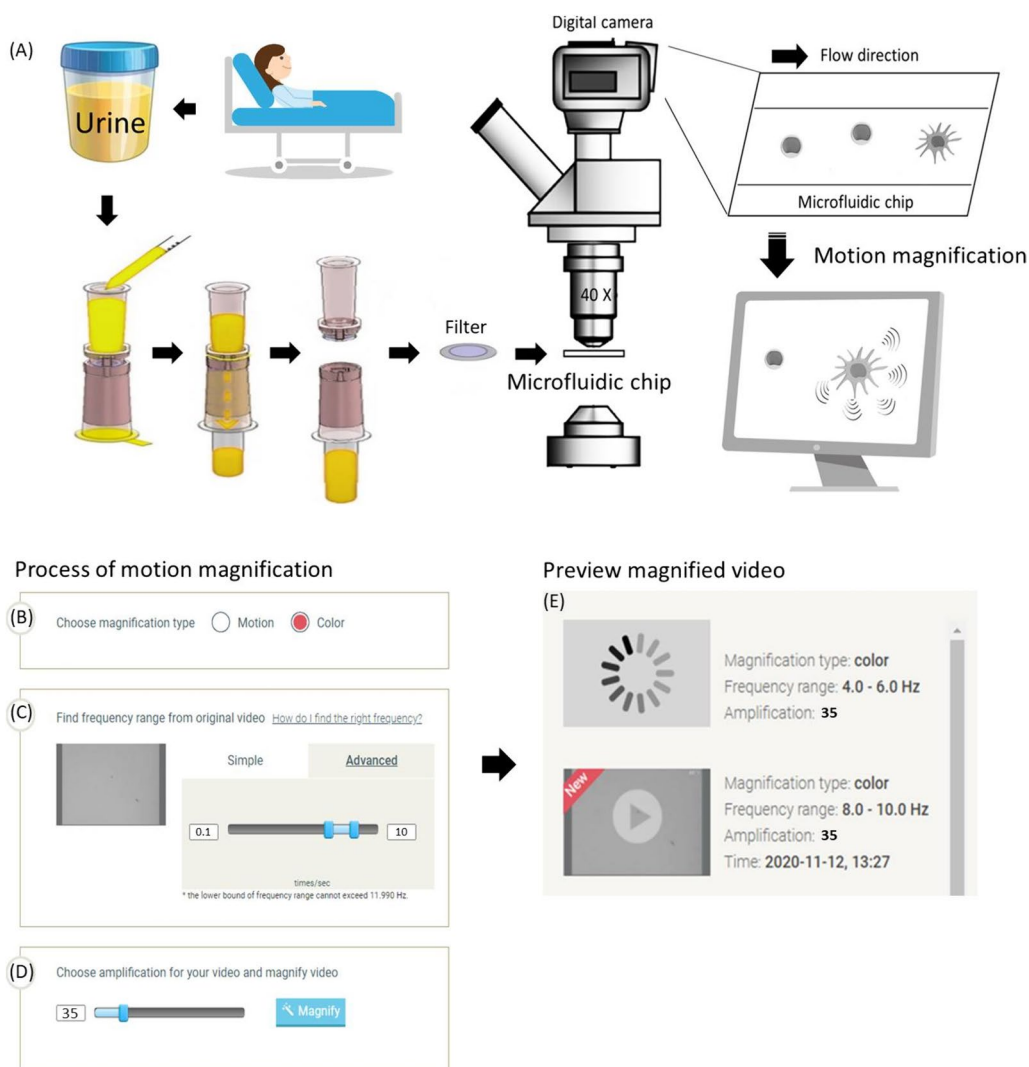 (A)
Urine
Digital camera
Flow direction
Microfluidic chip
Motion magnification
40 X
Filter
Microfluidic chip
Process of motion magnification
(B)
Choose magnification type
Motion
Color
(C)
Find frequency range from original video How do I find the right frequency?
Simple
Advanced
0.1
10
times/sec
* the lower bound of frequency range cannot exceed 11.990 Hz.
(D)
Choose amplification for your video and magnify video
35
Magnify
Preview magnified video
(E)
Magnification type: color
Frequency range: 4.0 - 6.0 Hz
Amplification: 35
New
Magnification type: color
Frequency range: 8.0 - 10.0 Hz
Amplification: 35
Time: 2020-11-12, 13:27